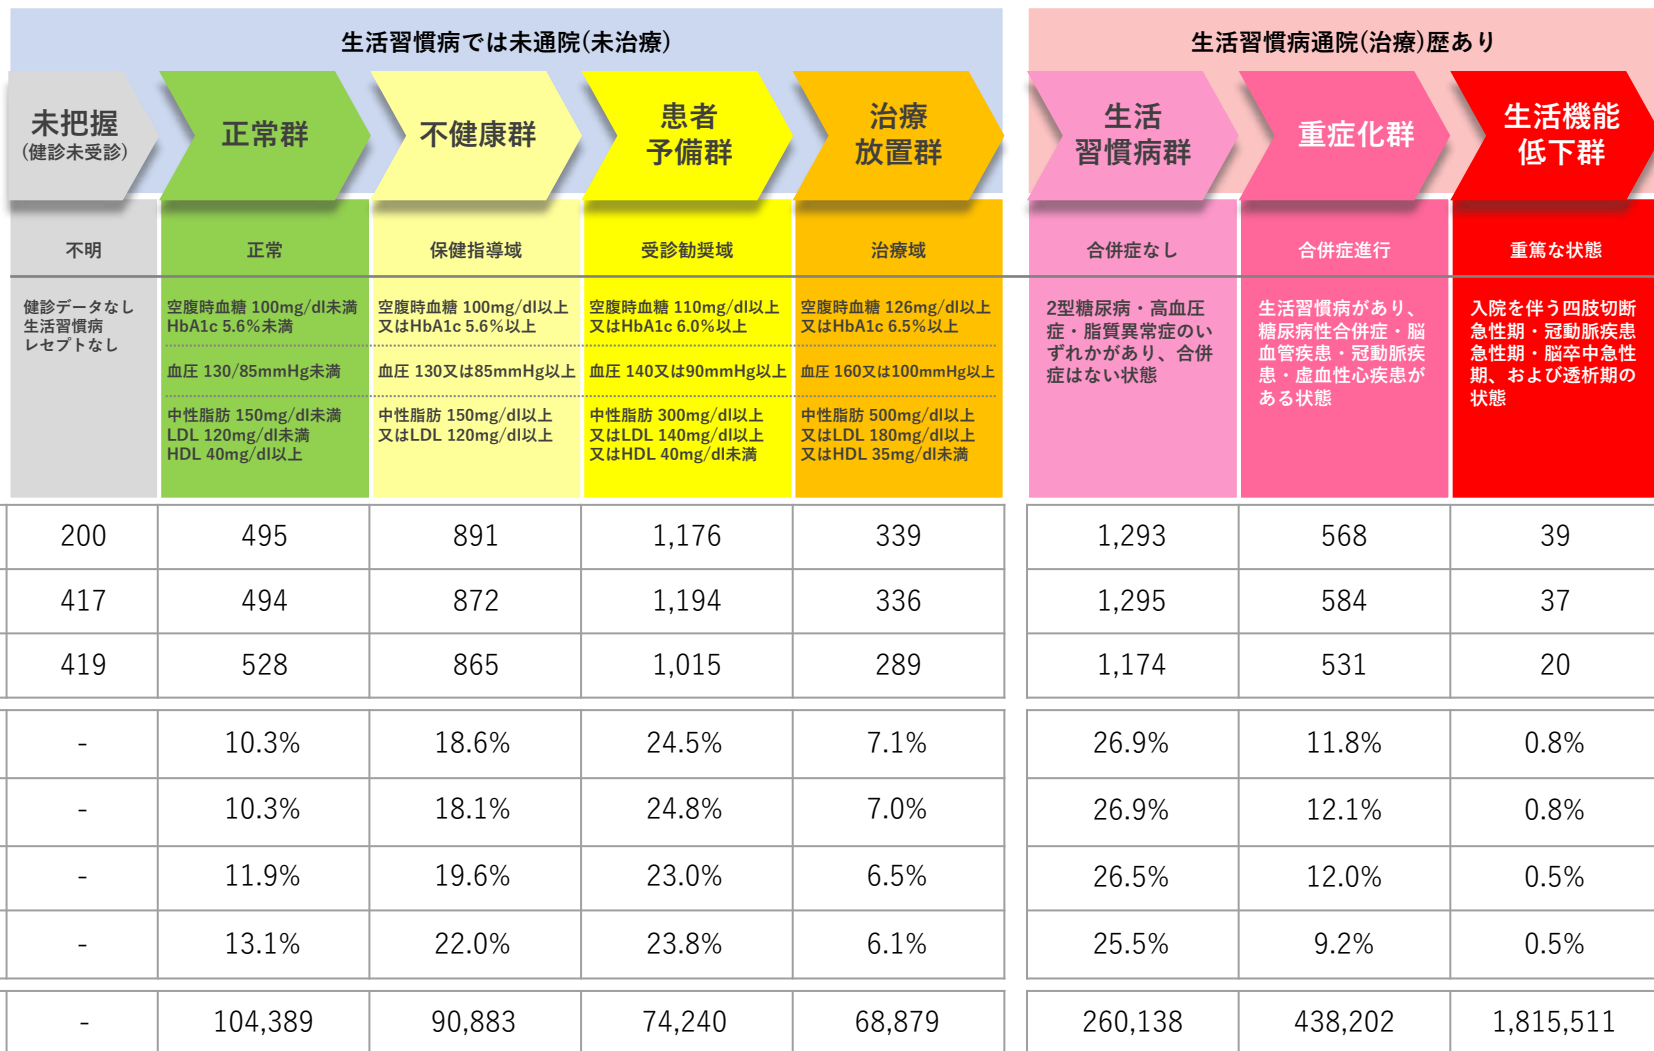 生活習慣病では未通院(未治療)
生活習慣病通院(治療)歴あり
未把握
(健診未受診)
正常群
不健康群
患者
予備群
治療
放置群
生活
習慣病群
重症化群
生活機能
低下群
不明
正常
保健指導域
受診勧奨域
治療域
合併症なし
合併症進行
重篤な状態
健診データなし
生活習慣病
レセプトなし
空腹時血糖 100mg/dl未満
HbA1c 5.6%未満
血圧 130/85mmHg未満
中性脂肪 150mg/dl未満
LDL 120mg/dl未満
HDL 40mg/dl以上
空腹時血糖 100mg/dl以上
又はHbA1c 5.6%以上
血圧 130又は85mmHg以上
中性脂肪 150mg/dl以上
又はLDL 120mg/dl以上
空腹時血糖 110mg/dl以上
又はHbA1c 6.0%以上
血圧 140又は90mmHg以上
中性脂肪 300mg/dl以上
又はLDL 140mg/dl以上
又はHDL 40mg/dl未満
空腹時血糖 126mg/dl以上
又はHbA1c 6.5%以上
血圧 160又は100mmHg以上
中性脂肪 500mg/dl以上
又はLDL 180mg/dl以上
又はHDL 35mg/dl未満
2型糖尿病・高血圧
症・脂質異常症のい
ずれかがあり、合併
症はない状態
生活習慣病があり、
糖尿病性合併症・脳
血管疾患・冠動脈疾
患・虚血性心疾患が
ある状態
入院を伴う四肢切断
急性期・冠動脈疾患
急性期・脳卒中急性
期、および透析期の
状態
200 495 891 1,176 339 1,293 568 39
417 494 872 1,194 336 1,295 584 37
419 528 865 1,015 289 1,174 531 20
- 10.3% 18.6% 24.5% 7.1% 26.9% 11.8% 0.8%
- 10.3% 18.1% 24.8% 7.0% 26.9% 12.1% 0.8%
- 11.9% 19.6% 23.0% 6.5% 26.5% 12.0% 0.5%
- 13.1% 22.0% 23.8% 6.1% 25.5% 9.2% 0.5%
- 104,389 90,883 74,240 68,879 260,138 438,202 1,815,511